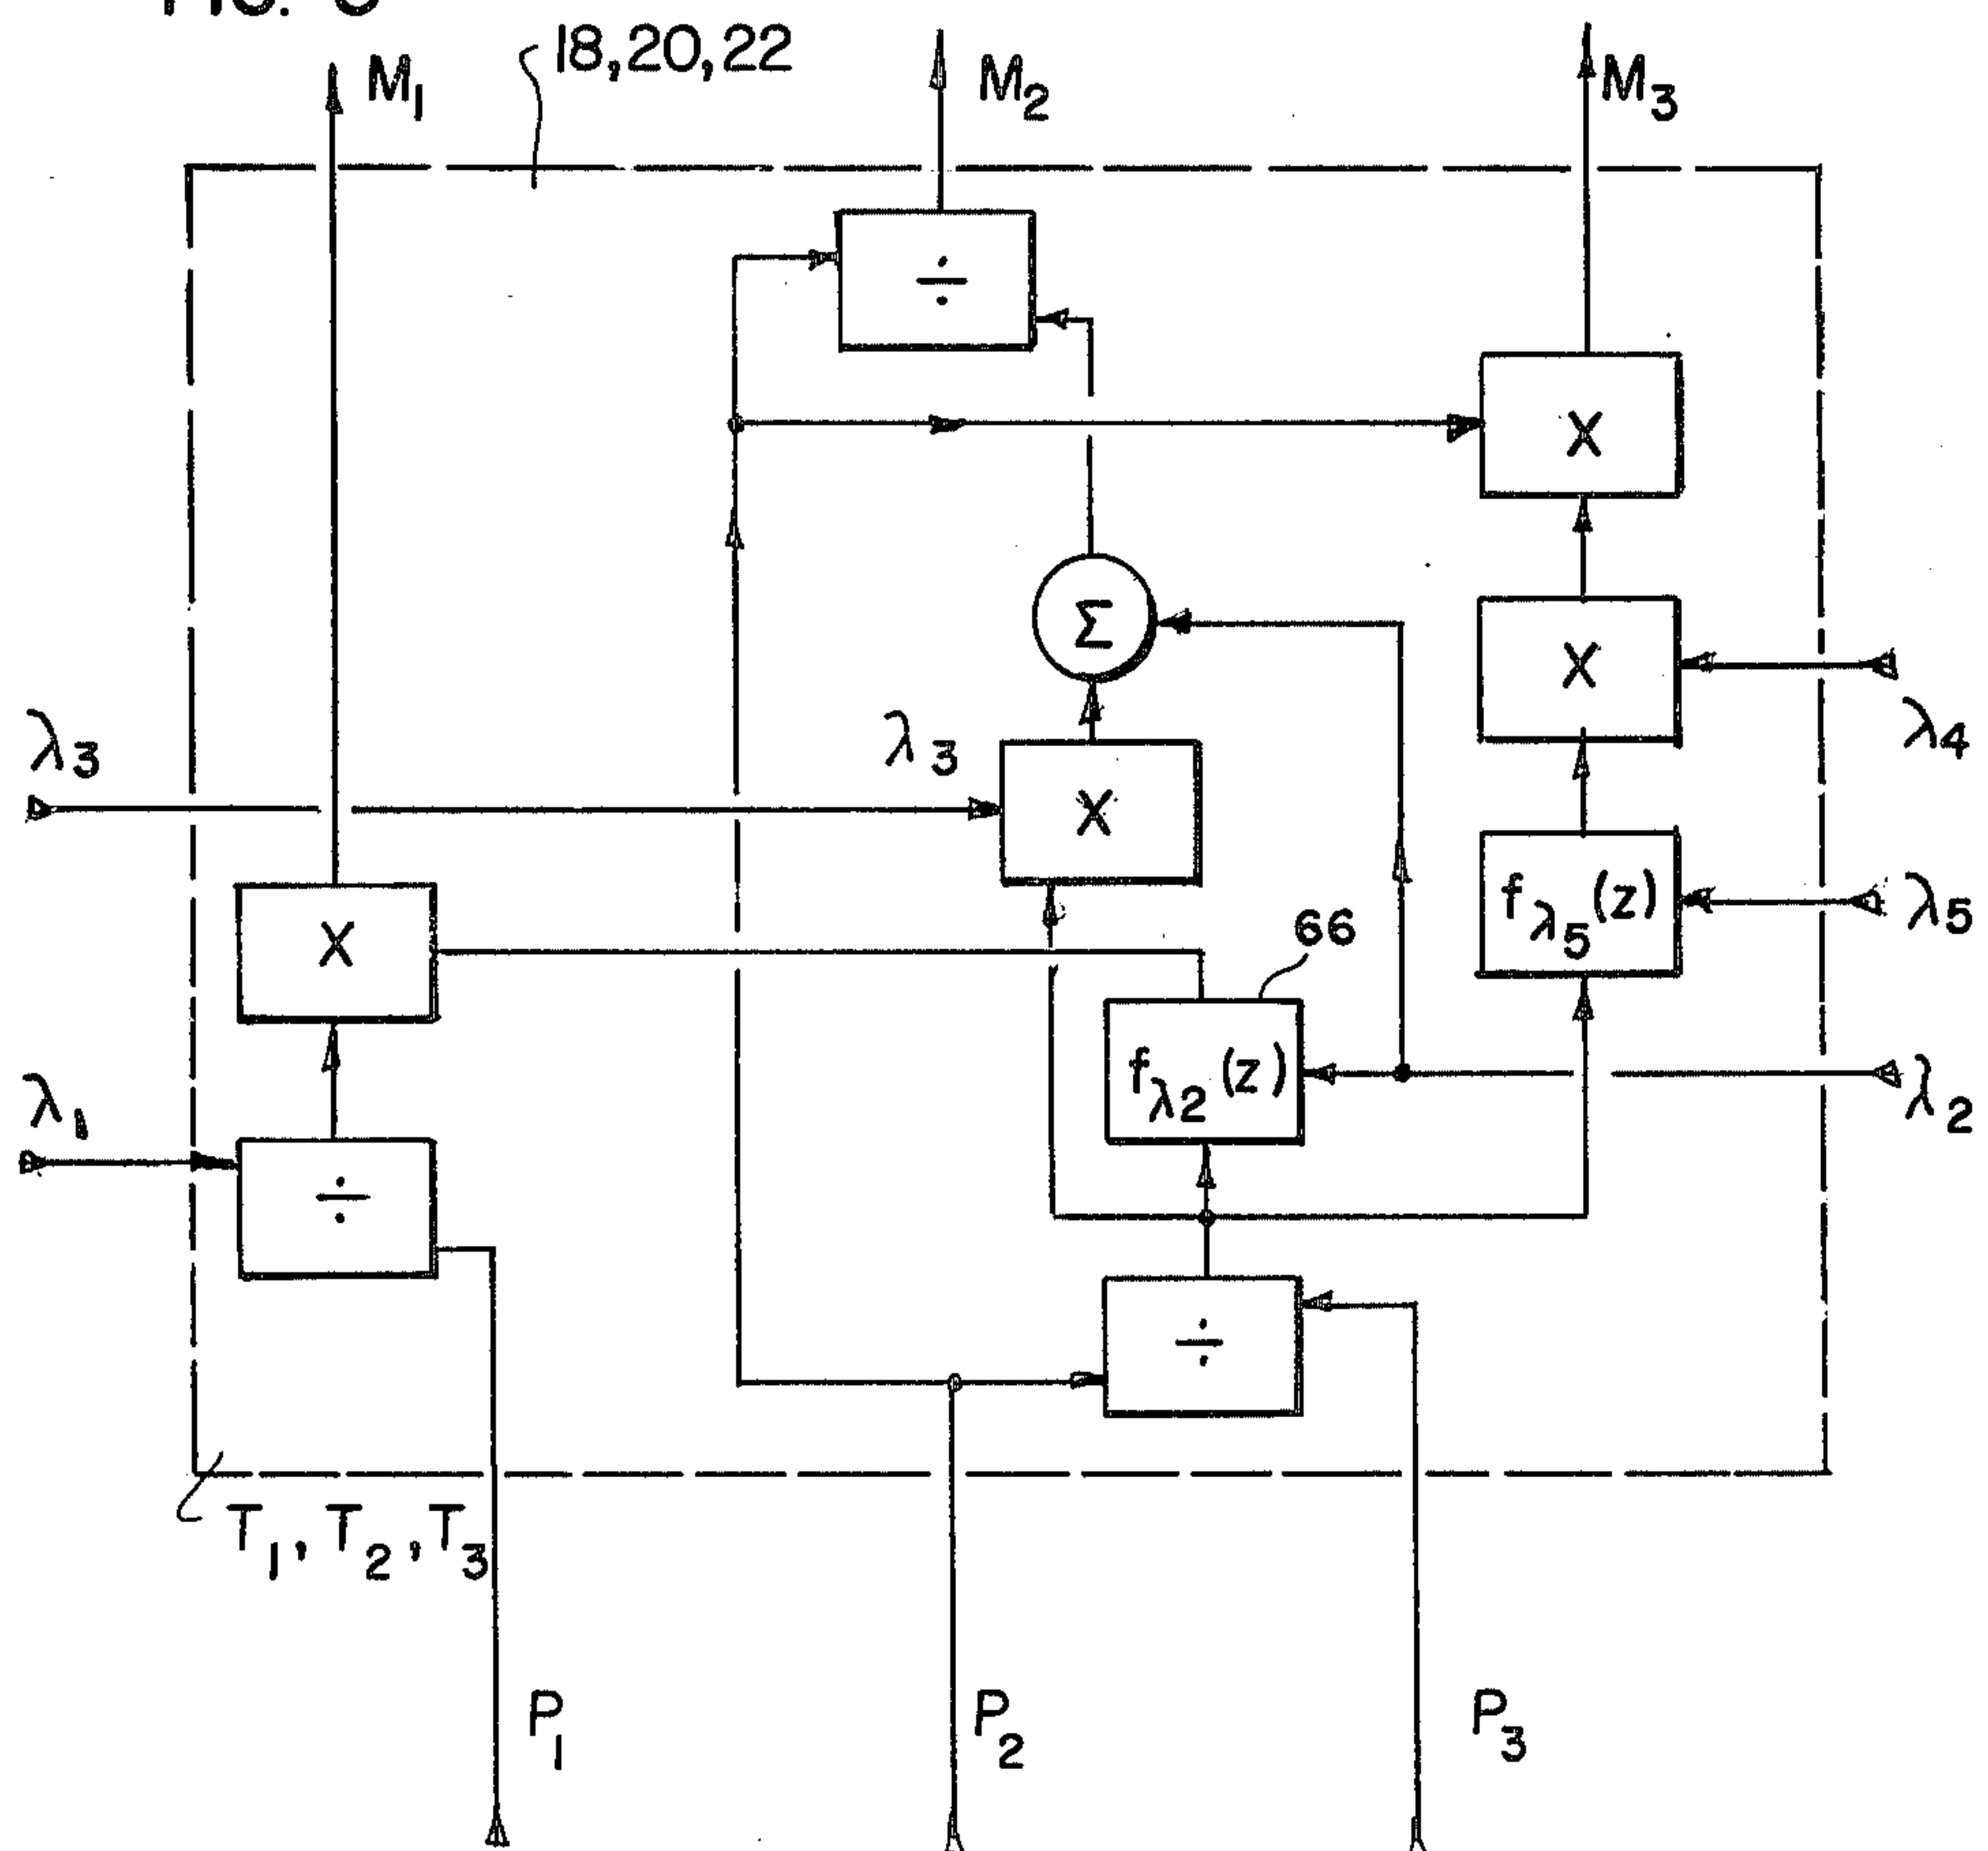 18,20,22
M₁
M₂
M₃
÷
X
Σ
X
λ₃
λ₃
λ₄
X
X
f λ₅ (z)
λ₅
66
f λ₂ (z)
λ₂
λ₁
÷
÷
T₁, T₂, T₃
P₁
P₂
P₃